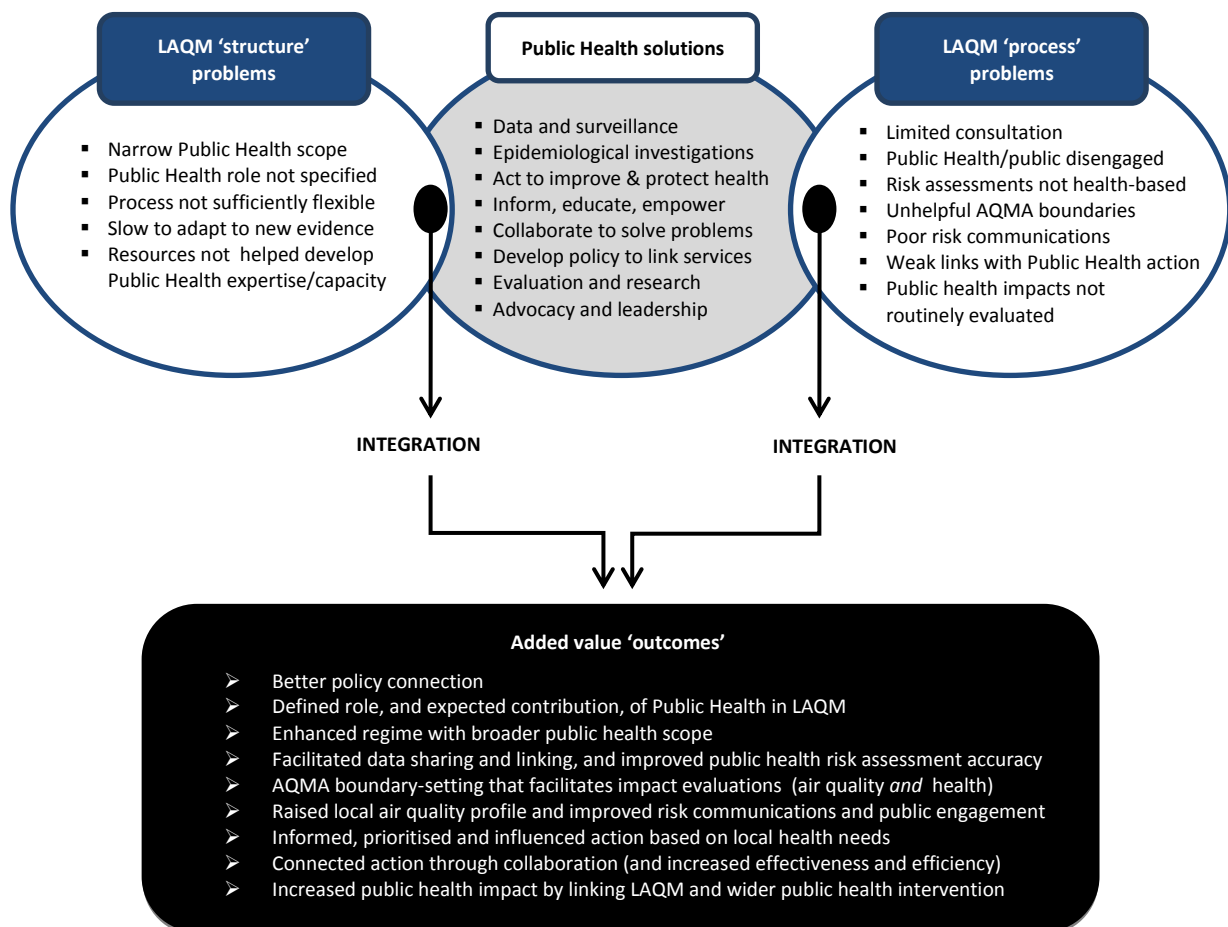 LAQM ‘structure’
problems
Narrow Public Health scope
Public Health role not specified
Process not sufficiently flexible
Slow to adapt to new evidence
Resources not helped develop
Public Health expertise/capacity
Public Health solutions
Data and surveillance
Epidemiological investigations
Act to improve & protect health
Inform, educate, empower
Collaborate to solve problems
Develop policy to link services
Evaluation and research
Advocacy and leadership
LAQM ‘process’
problems
Limited consultation
Public Health/public disengaged
Risk assessments not health-based
Unhelpful AQMA boundaries
Poor risk communications
Weak links with Public Health action
Public health impacts not
routinely evaluated
INTEGRATION
INTEGRATION
Added value ‘outcomes’
Better policy connection
Defined role, and expected contribution, of Public Health in LAQM
Enhanced regime with broader public health scope
Facilitated data sharing and linking, and improved public health risk assessment accuracy
AQMA boundary-setting that facilitates impact evaluations (air quality and health)
Raised local air quality profile and improved risk communications and public engagement
Informed, prioritised and influenced action based on local health needs
Connected action through collaboration (and increased effectiveness and efficiency)
Increased public health impact by linking LAQM and wider public health intervention